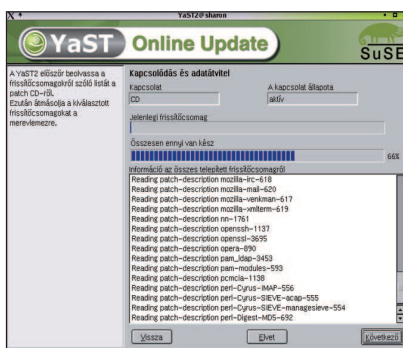 YaST2@sharon
YaST Online Update
SuSE
A YaST2 először beolvassa a
frissítőcsomagokról szóló listát a
patch CD-ről.
Ezután átmásolja a kiválasztott
frissítőcsomagokat a
merevlemezre.
Kapcsolódás és adatátvitel
Kapcsolat
A kapcsolat állapota
CD
aktív
Jelenlegi frissítőcsomag
Összesen ennyi van kész
66%
Információ az összes telepített frissítőcsomagról
Reading patch-description mozilla-irc-618
Reading patch-description mozilla-mail-620
Reading patch-description mozilla-venkman-617
Reading patch-description mozilla-xmlterm-619
Reading patch-description nn-1761
Reading patch-description openssh-1137
Reading patch-description openssl-3695
Reading patch-description opera-890
Reading patch-description pam_ldap-3453
Reading patch-description pam-modules-593
Reading patch-description pcmcia-1138
Reading patch-description perl-Cyrus-IMAP-556
Reading patch-description perl-Cyrus-SIEVE-acap-555
Reading patch-description perl-Cyrus-SIEVE-managesieve-554
Reading patch-description perl-Digest-MD5-692
Vissza
Elvet
Következő